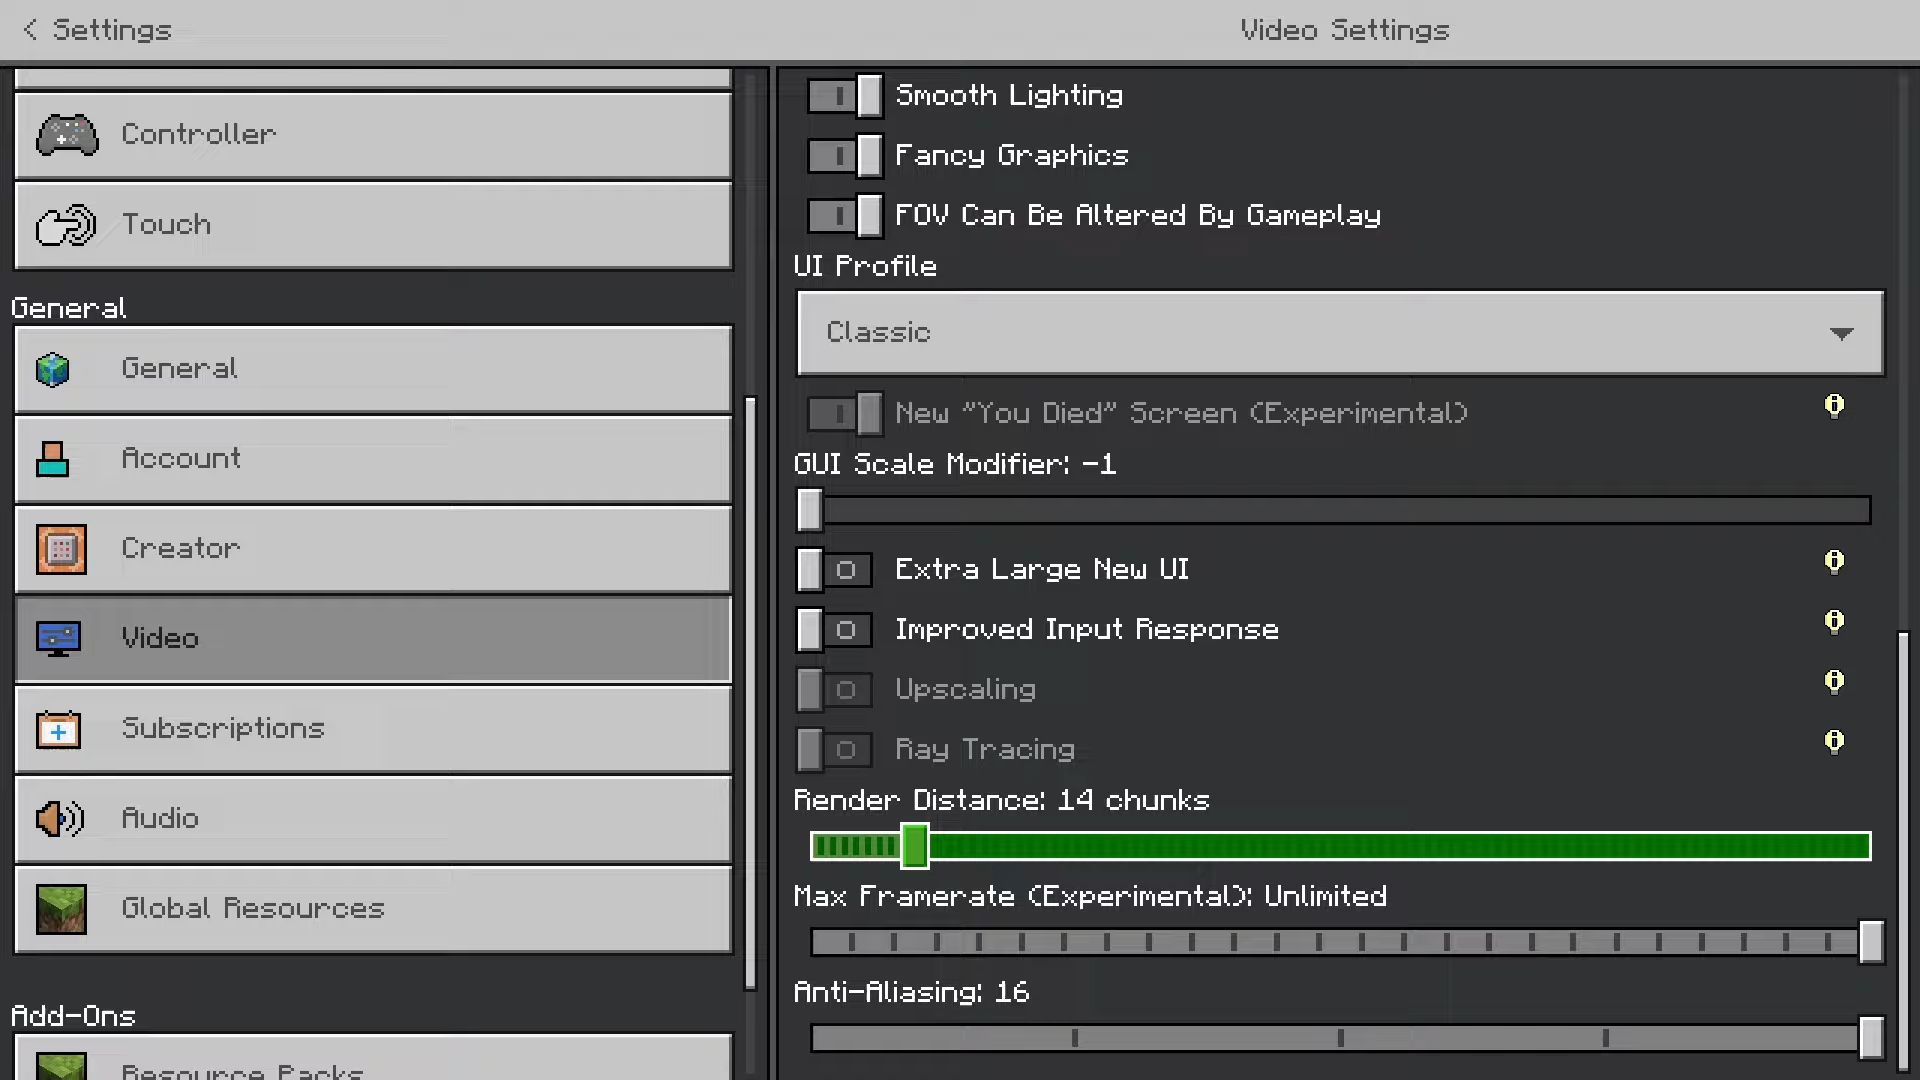 Settings
Video Settings
Controller
Touch
General
General
Account
Creator
Video
Subscriptions
Audio
Global Resources
Add-Ons
Resource Packs
Smooth Lighting
Fancy Graphics
FOV Can Be Altered By Gameplay
UI Profile
Classic
New "You Died" Screen (Experimental)
GUI Scale Modifier: -1
Extra Large New UI
Improved Input Response
Upscaling
Ray Tracing
Render Distance: 14 chunks
Max Framerate (Experimental): Unlimited
Anti-Aliasing: 16